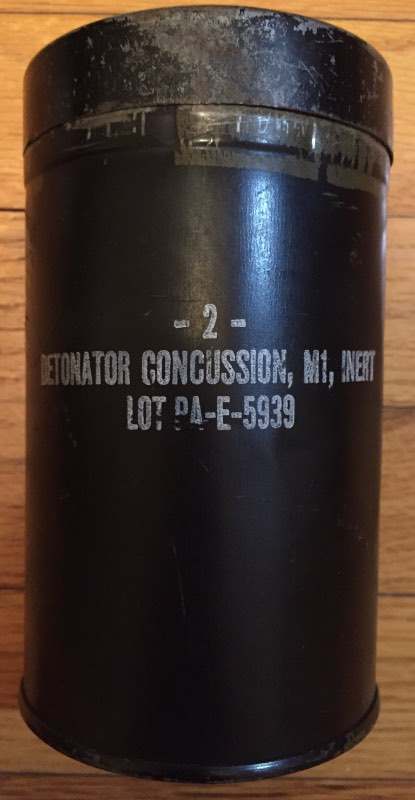 - 2 -
DETONATOR CONCUSSION, M1, INERT
LOT PA-E-5939